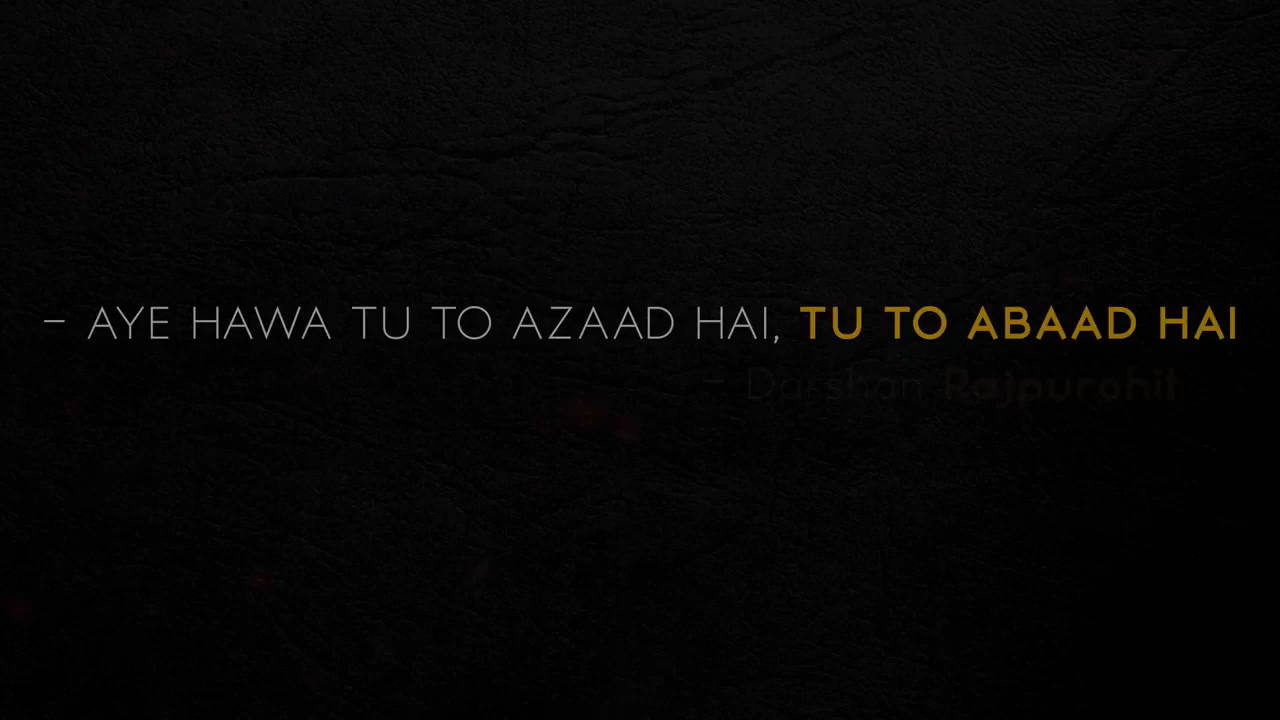 – AYE HAWA TU TO AZAAD HAI, TU TO ABAAD HAI
– Darshan Rajpurohit